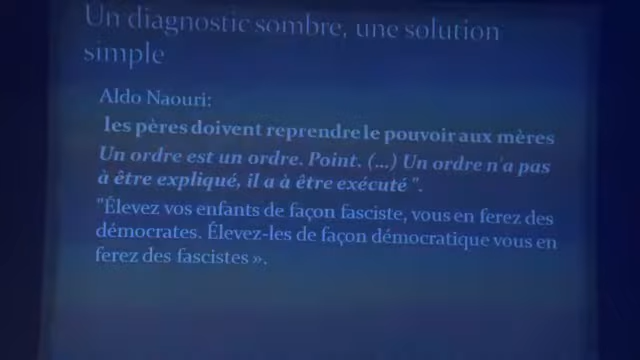 Un diagnostic sombre, une solution
simple
Aldo Naouri:
les pères doivent reprendre le pouvoir aux mères
Un ordre est un ordre. Point. (...) Un ordre n'a pas
à être expliqué, il a à être exécuté ".
"Élevez vos enfants de façon fasciste, vous en ferez des
démocrates. Élevez-les de façon démocratique vous en
ferez des fascistes ».